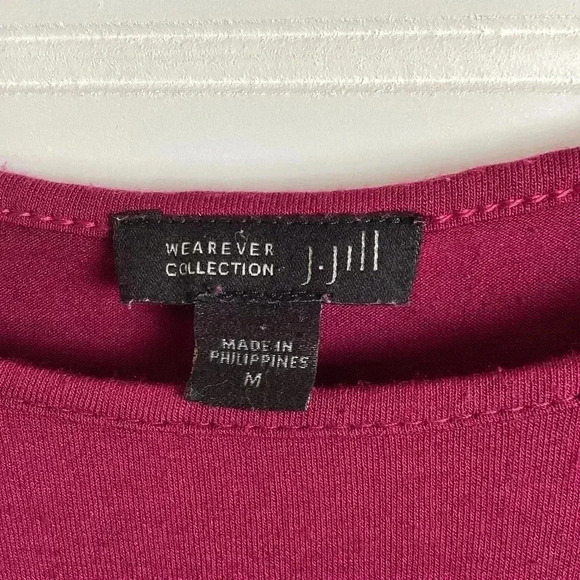 WEAREVER
COLLECTION
J.Jill
MADE IN
PHILIPPINES
M